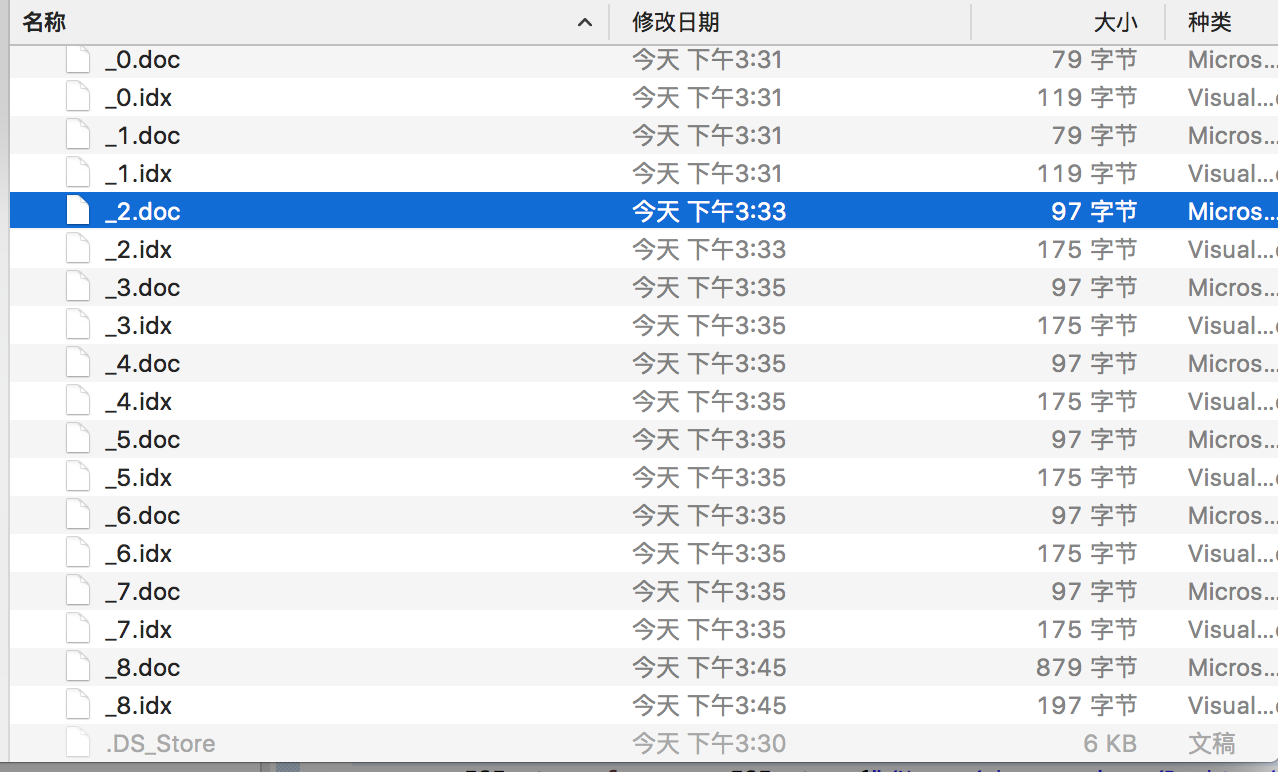 名称 修改日期 大小 种类
_0.doc 今天 下午3:31 79 字节 Micros...
_0.idx 今天 下午3:31 119 字节 Visual...
_1.doc 今天 下午3:31 79 字节 Micros...
_1.idx 今天 下午3:31 119 字节 Visual...
_2.doc 今天 下午3:33 97 字节 Micros...
_2.idx 今天 下午3:33 175 字节 Visual...
_3.doc 今天 下午3:35 97 字节 Micros...
_3.idx 今天 下午3:35 175 字节 Visual...
_4.doc 今天 下午3:35 97 字节 Micros...
_4.idx 今天 下午3:35 175 字节 Visual...
_5.doc 今天 下午3:35 97 字节 Micros...
_5.idx 今天 下午3:35 175 字节 Visual...
_6.doc 今天 下午3:35 97 字节 Micros...
_6.idx 今天 下午3:35 175 字节 Visual...
_7.doc 今天 下午3:35 97 字节 Micros...
_7.idx 今天 下午3:35 175 字节 Visual...
_8.doc 今天 下午3:45 879 字节 Micros...
_8.idx 今天 下午3:45 197 字节 Visual...
.DS_Store 今天 下午3:30 6 KB 文稿